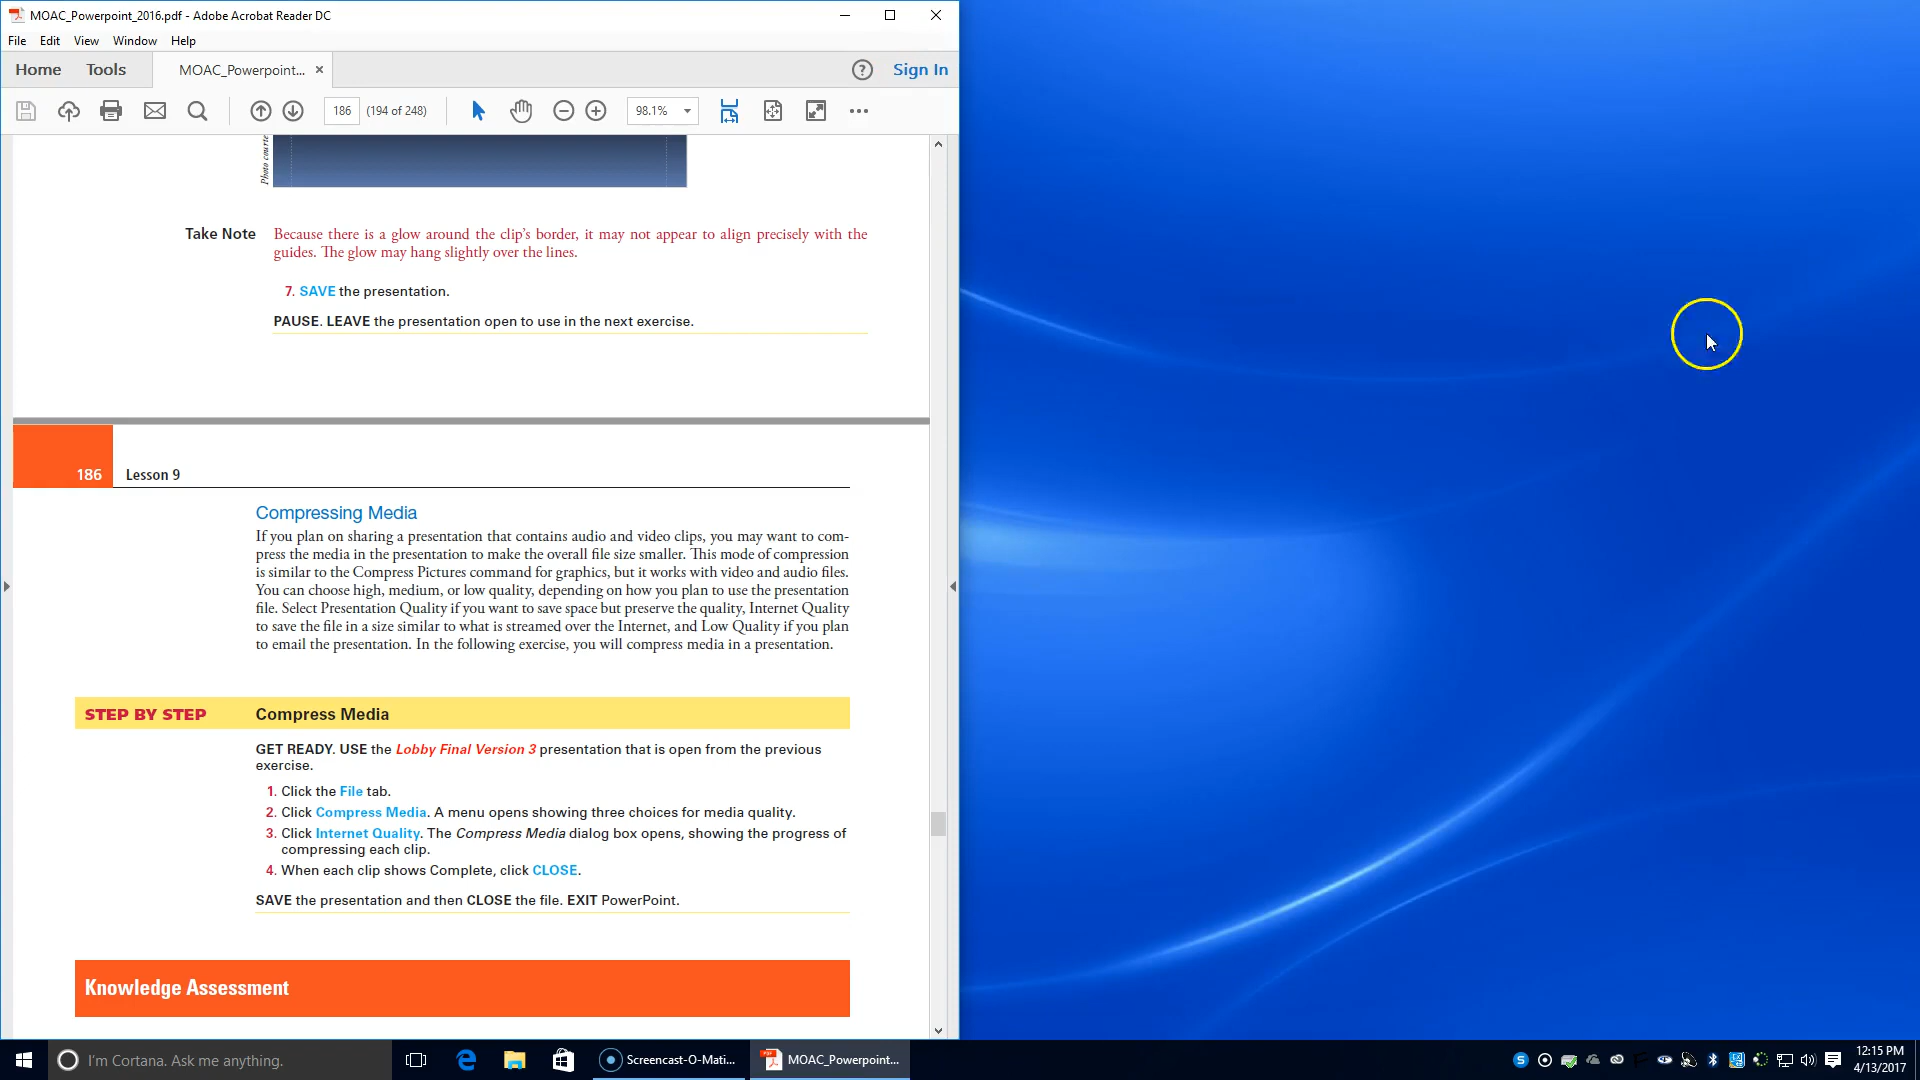 MOAC_Powerpoint_2016.pdf - Adobe Acrobat Reader DC
File Edit View Window Help
Home Tools MOAC_Powerpoint... × Sign In
186 (194 of 248) 98.1%
Photo courte
Take Note Because there is a glow around the clip's border, it may not appear to align precisely with the
guides. The glow may hang slightly over the lines.
7. SAVE the presentation.
PAUSE. LEAVE the presentation open to use in the next exercise.
186 Lesson 9
Compressing Media
If you plan on sharing a presentation that contains audio and video clips, you may want to com-
press the media in the presentation to make the overall file size smaller. This mode of compression
is similar to the Compress Pictures command for graphics, but it works with video and audio files.
You can choose high, medium, or low quality, depending on how you plan to use the presentation
file. Select Presentation Quality if you want to save space but preserve the quality, Internet Quality
to save the file in a size similar to what is streamed over the Internet, and Low Quality if you plan
to email the presentation. In the following exercise, you will compress media in a presentation.
STEP BY STEP Compress Media
GET READY. USE the Lobby Final Version 3 presentation that is open from the previous
exercise.
1. Click the File tab.
2. Click Compress Media. A menu opens showing three choices for media quality.
3. Click Internet Quality. The Compress Media dialog box opens, showing the progress of
compressing each clip.
4. When each clip shows Complete, click CLOSE.
SAVE the presentation and then CLOSE the file. EXIT PowerPoint.
Knowledge Assessment
I'm Cortana. Ask me anything. Screencast-O-Mati... MOAC_Powerpoint... 12:15 PM
4/13/2017